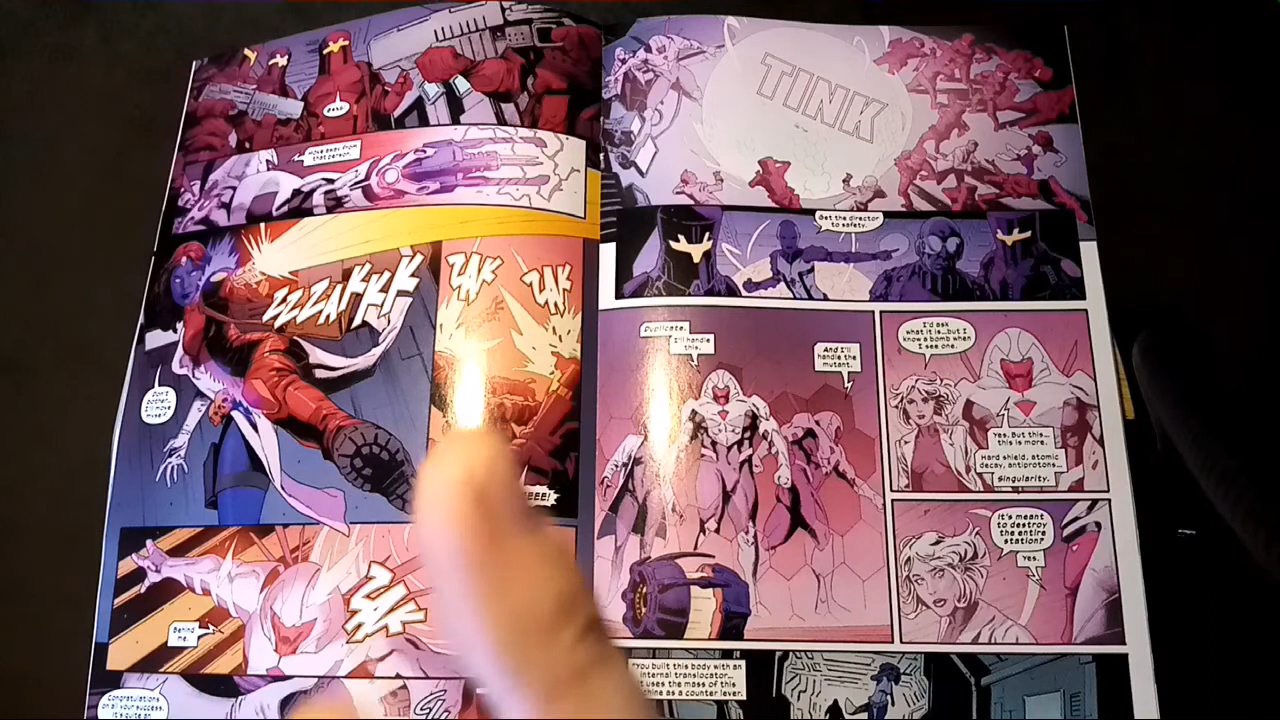 Move away from
that person.
ZZZAKKK
ZAK
ZAK
Don't
bother...
I'll move
myself.
EEE!
ZAK
Behind
me.
Congratulations
on all your success.
It's quite an
TINK
Get the director
to safety.
Duplicate.
I'll handle
this.
And I'll
handle the
mutant.
I'd ask
what it is...but I
know a bomb when
I see one.
Yes. But this...
this is more.
Hard shield, atomic
decay, antiprotons...
Singularity.
It's meant
to destroy
the entire
station?
Yes.
"You built this body with an
internal translocator...
it uses the mass of this
machine as a counter lever.